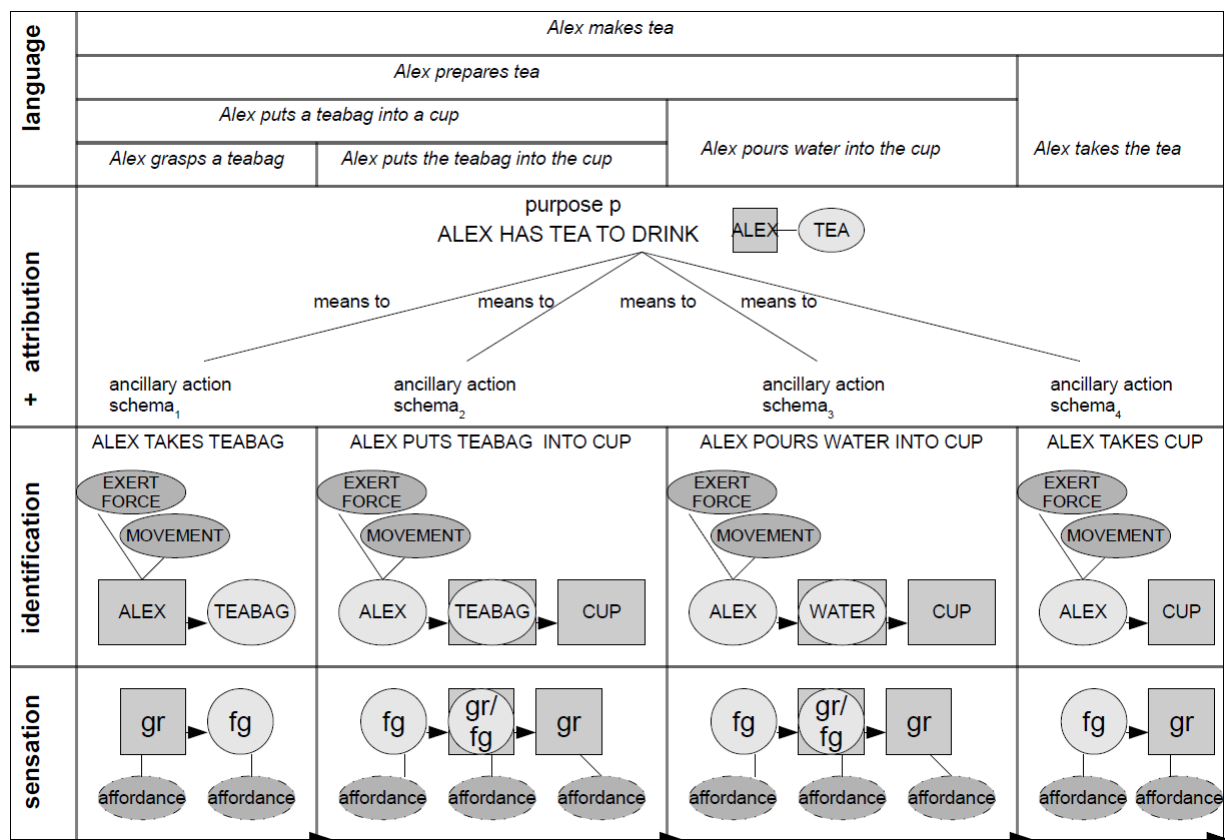 language
Alex makes tea
Alex prepares tea
Alex puts a teabag into a cup
Alex grasps a teabag
Alex puts the teabag into the cup
Alex pours water into the cup
Alex takes the tea
+ attribution
purpose p
ALEX HAS TEA TO DRINK
ALEX
TEA
means to
means to
means to
means to
ancillary action
schema1
ancillary action
schema2
ancillary action
schema3
ancillary action
schema4
identification
ALEX TAKES TEABAG
ALEX PUTS TEABAG INTO CUP
ALEX POURS WATER INTO CUP
ALEX TAKES CUP
EXERT
FORCE
MOVEMENT
ALEX
TEABAG
EXERT
FORCE
MOVEMENT
ALEX
TEABAG
CUP
EXERT
FORCE
MOVEMENT
ALEX
WATER
CUP
EXERT
FORCE
MOVEMENT
ALEX
CUP
sensation
gr
fg
affordance
affordance
fg
gr/
fg
gr
affordance
affordance
affordance
fg
gr/
fg
gr
affordance
affordance
affordance
fg
gr
affordance
affordance